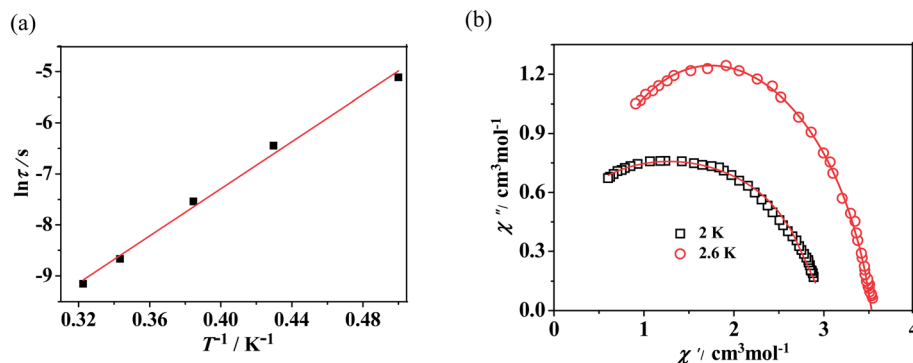 (a)
-5
-6
-7
-8
-9
0.32
0.36
0.40
0.44
0.48
lnτ / s
T⁻¹ / K⁻¹
(b)
1.2
0.9
0.6
0.3
0.0
0
1
2
3
4
χ″/ cm³mol⁻¹
χ′/ cm³mol⁻¹
2 K
2.6 K